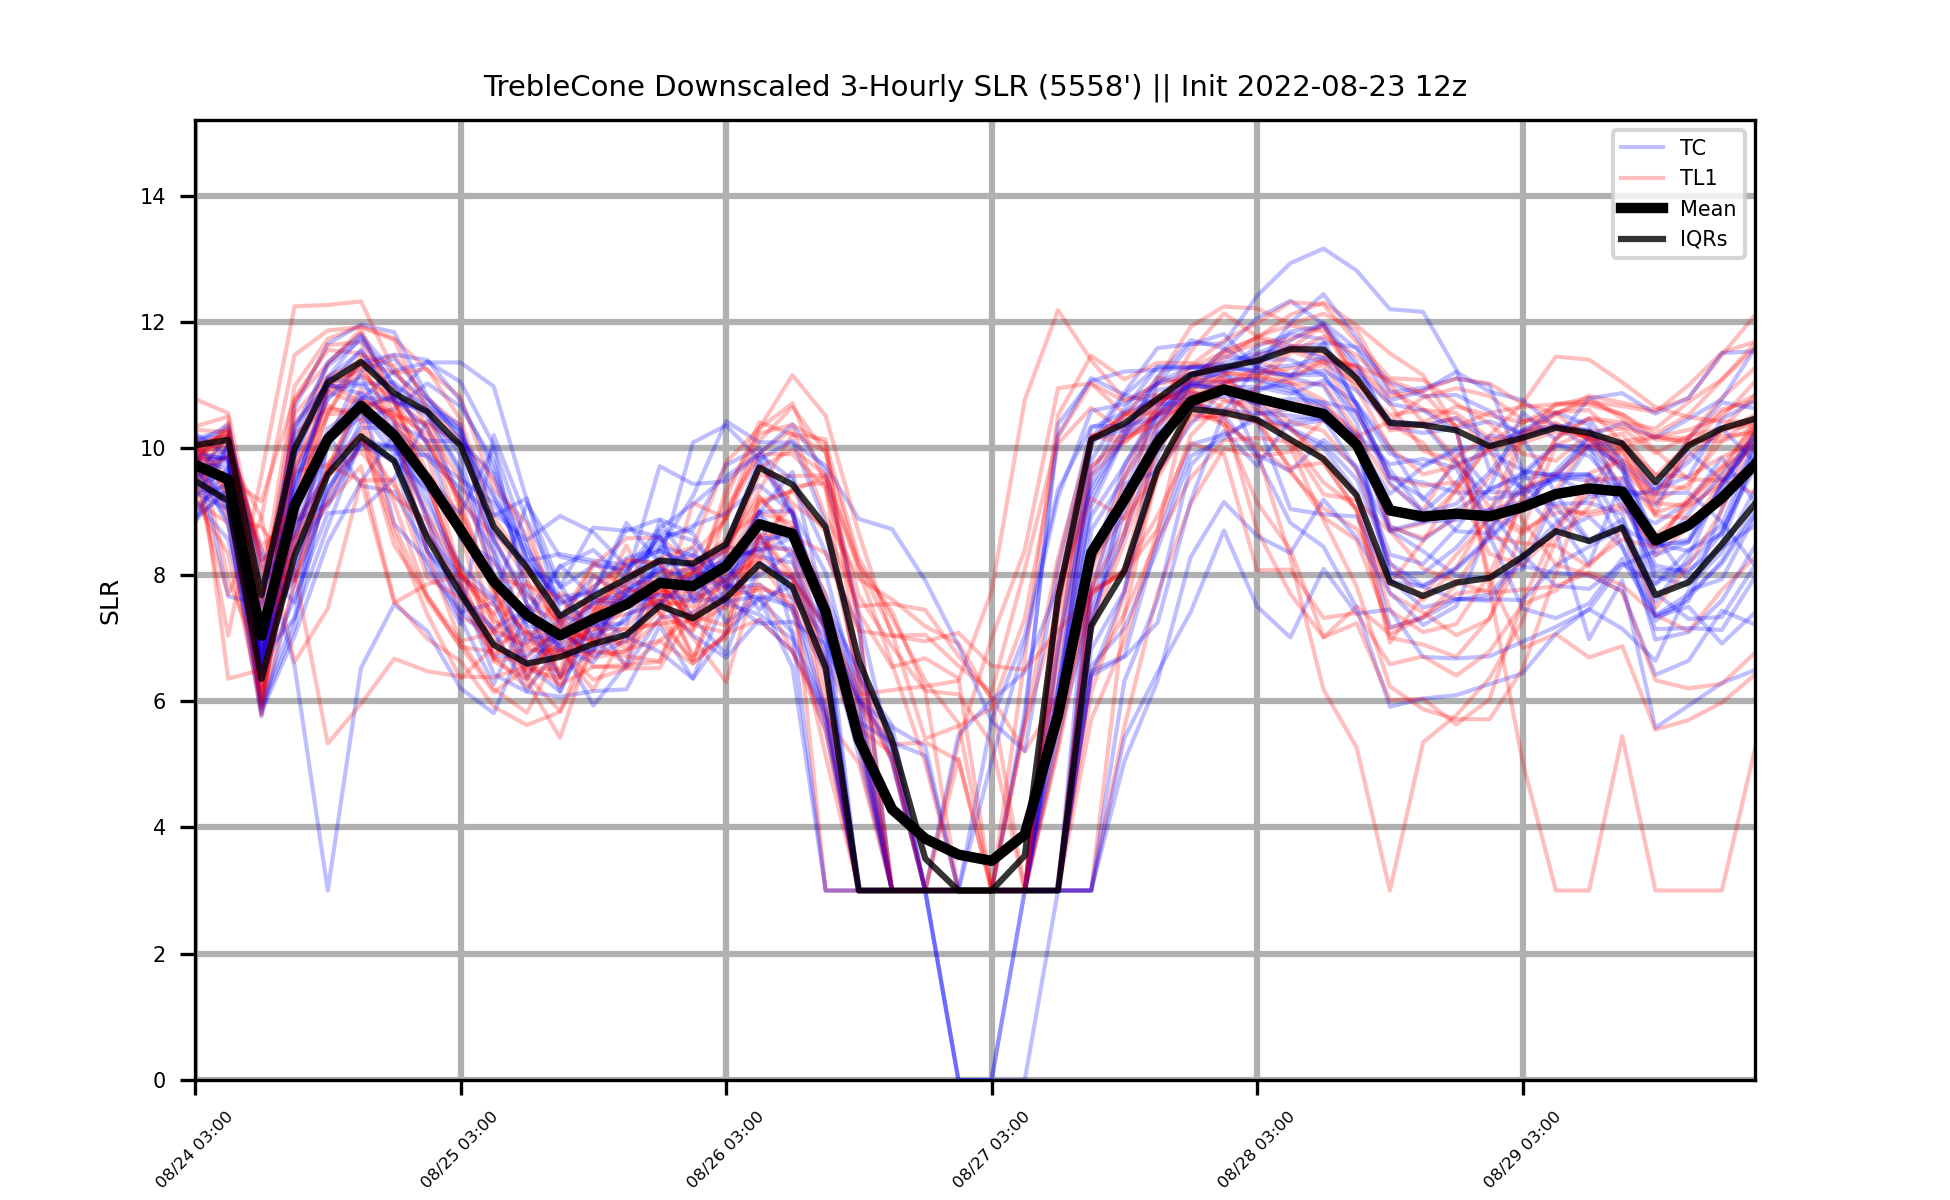 TrebleCone Downscaled 3-Hourly SLR (5558') || Init 2022-08-23 12z
TC
TL1
Mean
IQRs
SLR
14
12
10
8
6
4
2
0
08/24 03:00
08/25 03:00
08/26 03:00
08/27 03:00
08/28 03:00
08/29 03:00